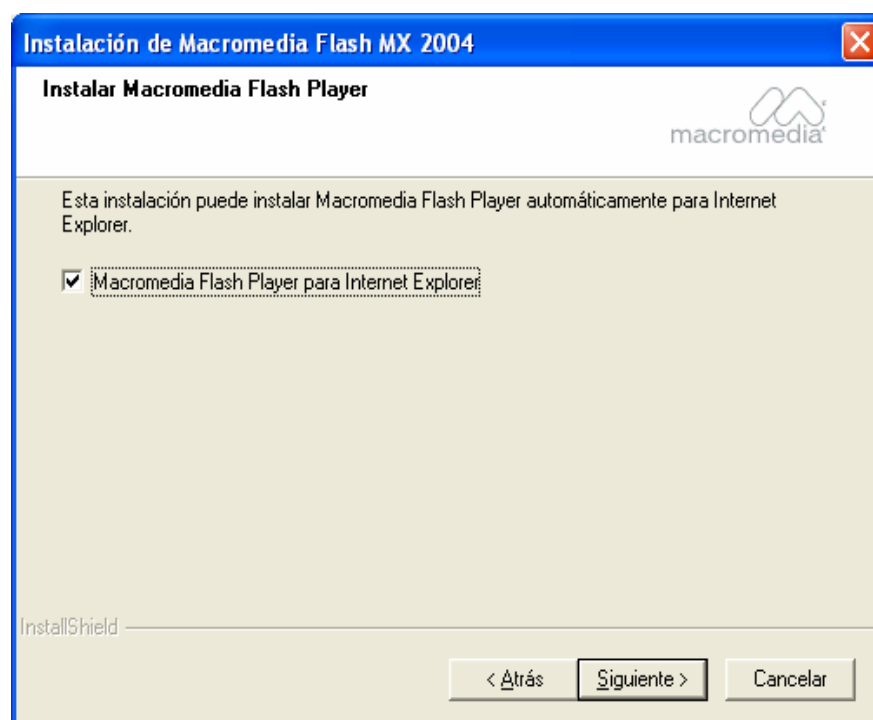 Instalación de Macromedia Flash MX 2004
Instalar Macromedia Flash Player
macromedia
Esta instalación puede instalar Macromedia Flash Player automáticamente para Internet
Explorer.
Macromedia Flash Player para Internet Explorer
InstallShield
< Atrás
Siguiente >
Cancelar